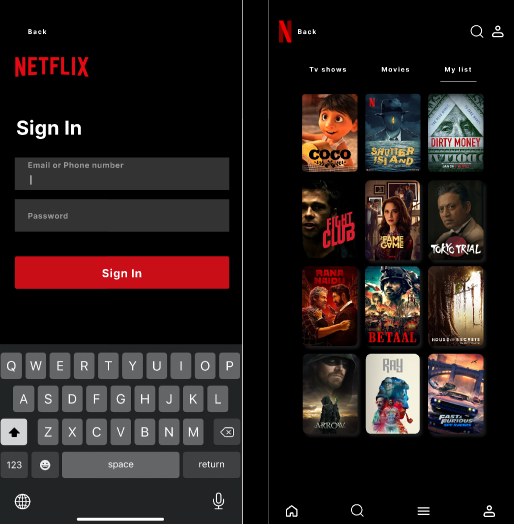 Back
NETFLIX
Sign In
Email or Phone number
Password
Sign In
Q W E R T Y U I O P
A S D F G H J K L
Z X C V B N M
123 space return
N Back
Tv shows Movies My list
COCO
N
SHUTTER ISLAND
DIRTY MONEY
FIGHT CLUB
THE FAME GAME
TOKYO TRIAL
RANA NAIDU
BETAAL
HOUSE OF SECRETS
ARROW
RAY
FAST & FURIOUS